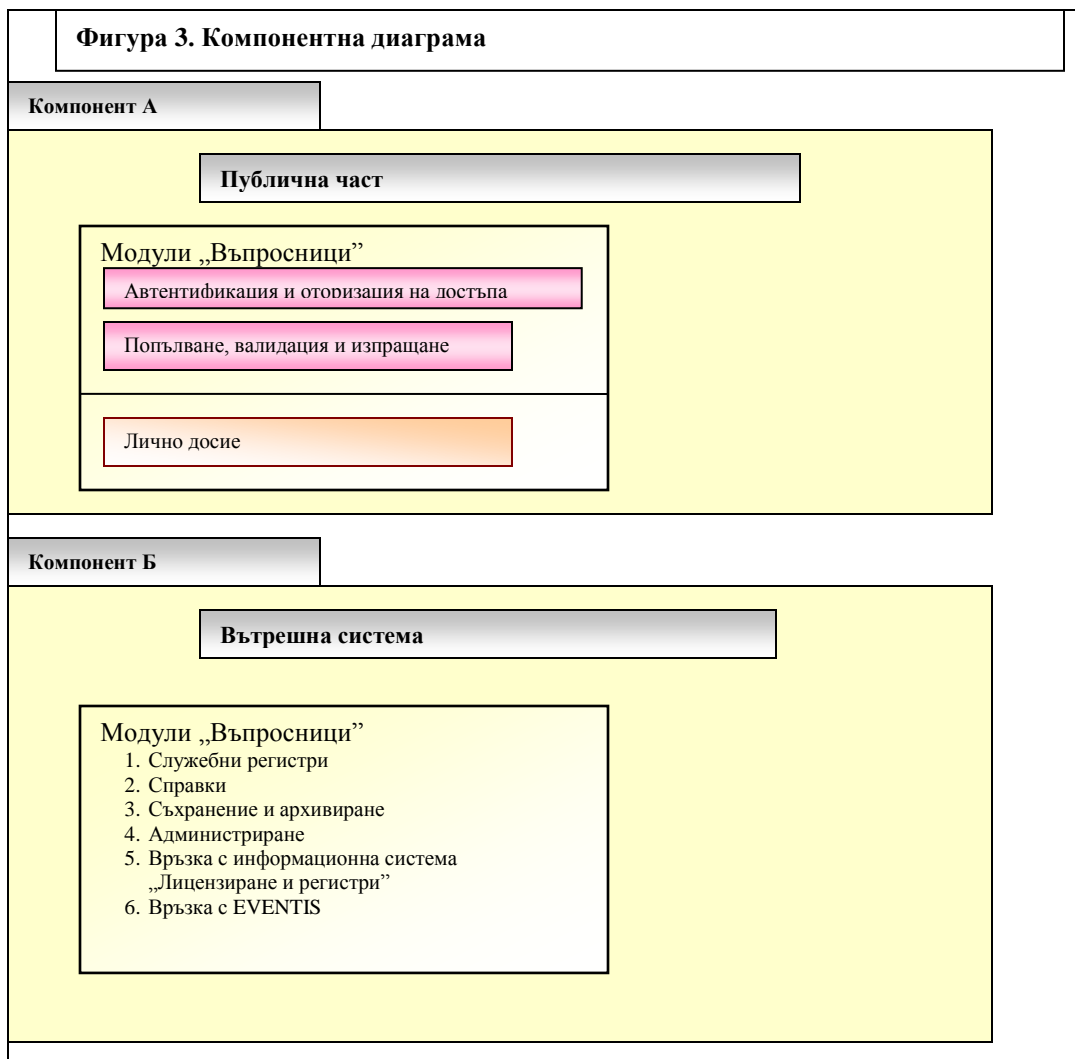 Фигура 3. Компонентна диаграма
Компонент А
Публична част
Модули „Въпросници”
Автентификация и оторизация на достъпа
Попълване, валидация и изпращане
Лично досие
Компонент Б
Вътрешна система
Модули „Въпросници”
1. Служебни регистри
2. Справки
3. Съхранение и архивиране
4. Администриране
5. Връзка с информационна система
„Лицензиране и регистри”
6. Връзка с EVENTIS